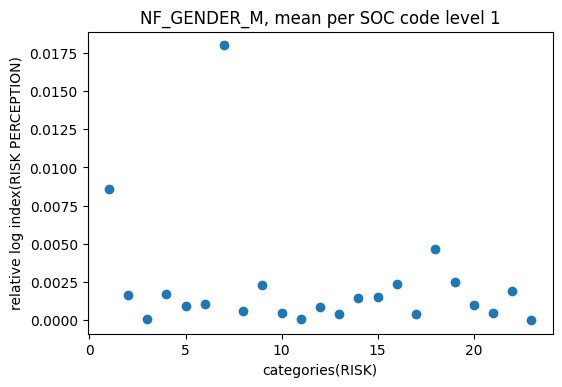 NF_GENDER_M, mean per SOC code level 1
relative log index(RISK PERCEPTION)
0.0175
0.0150
0.0125
0.0100
0.0075
0.0050
0.0025
0.0000
0 5 10 15 20
categories(RISK)